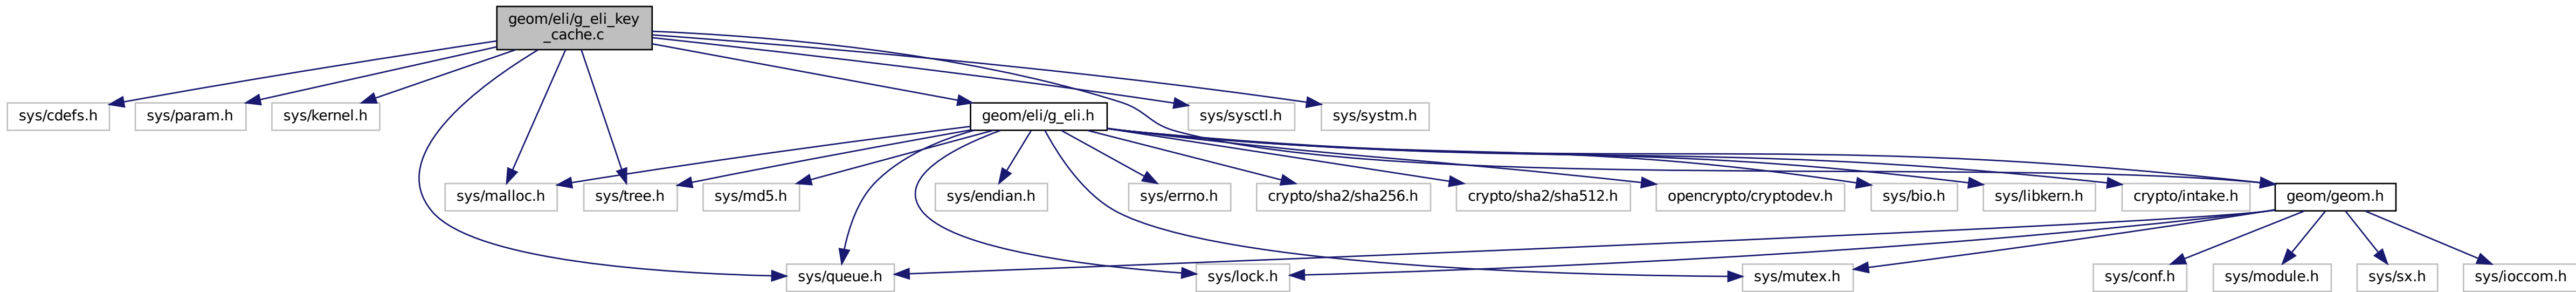 geom/eli/g_eli_key
_cache.c
sys/cdefs.h
sys/param.h
sys/kernel.h
geom/eli/g_eli.h
sys/sysctl.h
sys/systm.h
sys/malloc.h
sys/tree.h
sys/md5.h
sys/endian.h
sys/errno.h
crypto/sha2/sha256.h
crypto/sha2/sha512.h
opencrypto/cryptodev.h
sys/bio.h
sys/libkern.h
crypto/intake.h
geom/geom.h
sys/queue.h
sys/lock.h
sys/mutex.h
sys/conf.h
sys/module.h
sys/sx.h
sys/ioccom.h